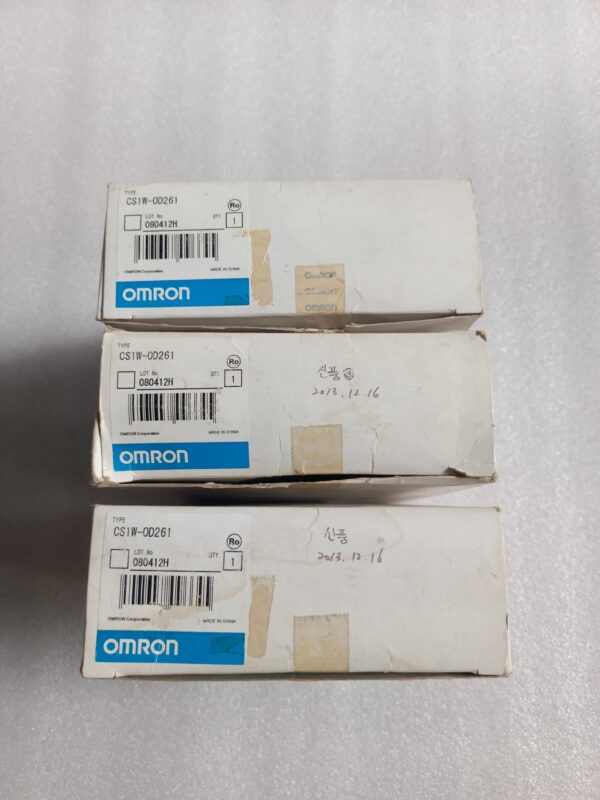 TYPE
CS1W-OD261
Ro
LOT No
QTY
080412H
1
OMRON Corporation
MADE IN CHINA
OMRON
OMRON
OMRON
OMRON
TYPE
CS1W-OD261
Ro
LOT No
QTY
080412H
1
OMRON Corporation
MADE IN CHINA
OMRON
신품
2013.12.16
TYPE
CS1W-OD261
Ro
LOT No
QTY
080412H
1
OMRON Corporation
MADE IN CHINA
OMRON
신품
2013.12.16